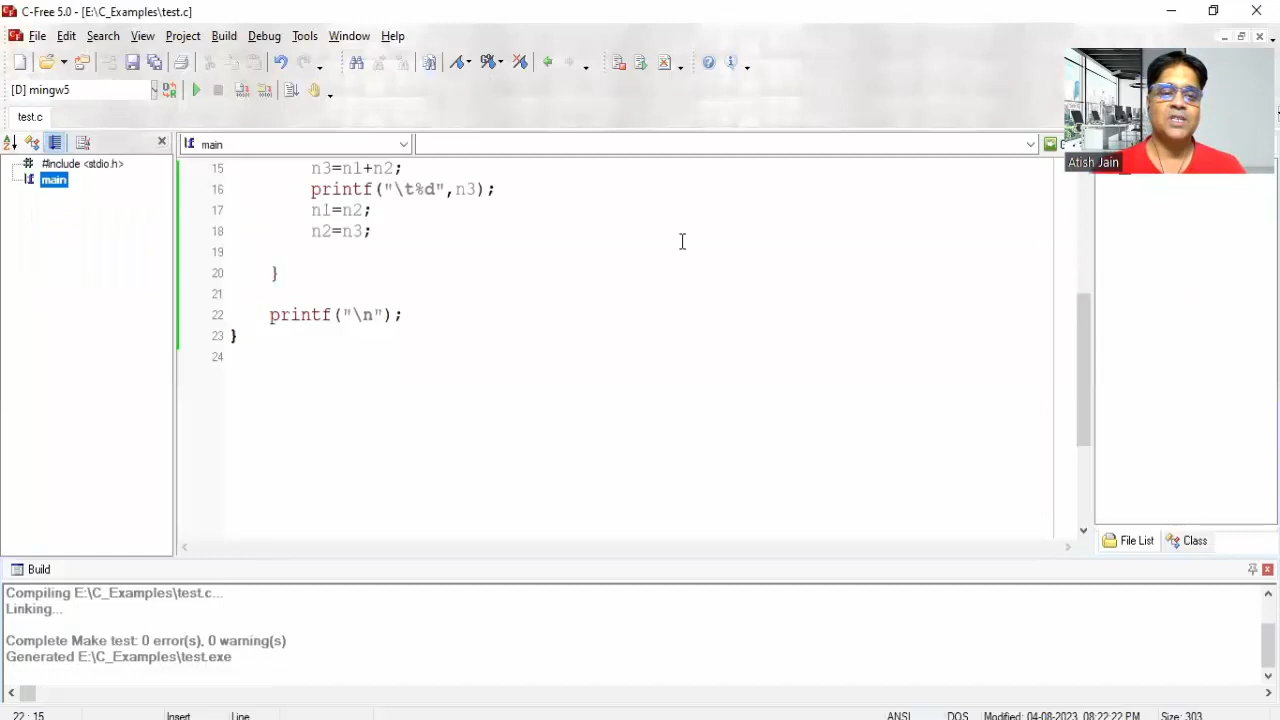 C-Free 5.0 - [E:\C_Examples\test.c]
File Edit Search View Project Build Debug Tools Window Help
[D] mingw5
test.c
main
#include <stdio.h>
main
15 n3=n1+n2;
16 printf("\t%d",n3);
17 n1=n2;
18 n2=n3;
19
20 }
21
22 printf("\n");
23 }
24
Atish Jain
File List Class
Build
Compiling E:\C_Examples\test.c...
Linking...
Complete Make test: 0 error(s), 0 warning(s)
Generated E:\C_Examples\test.exe
22 : 15 Insert Line ANSI DOS Modified: 04-08-2023, 08:22:22 PM Size: 303